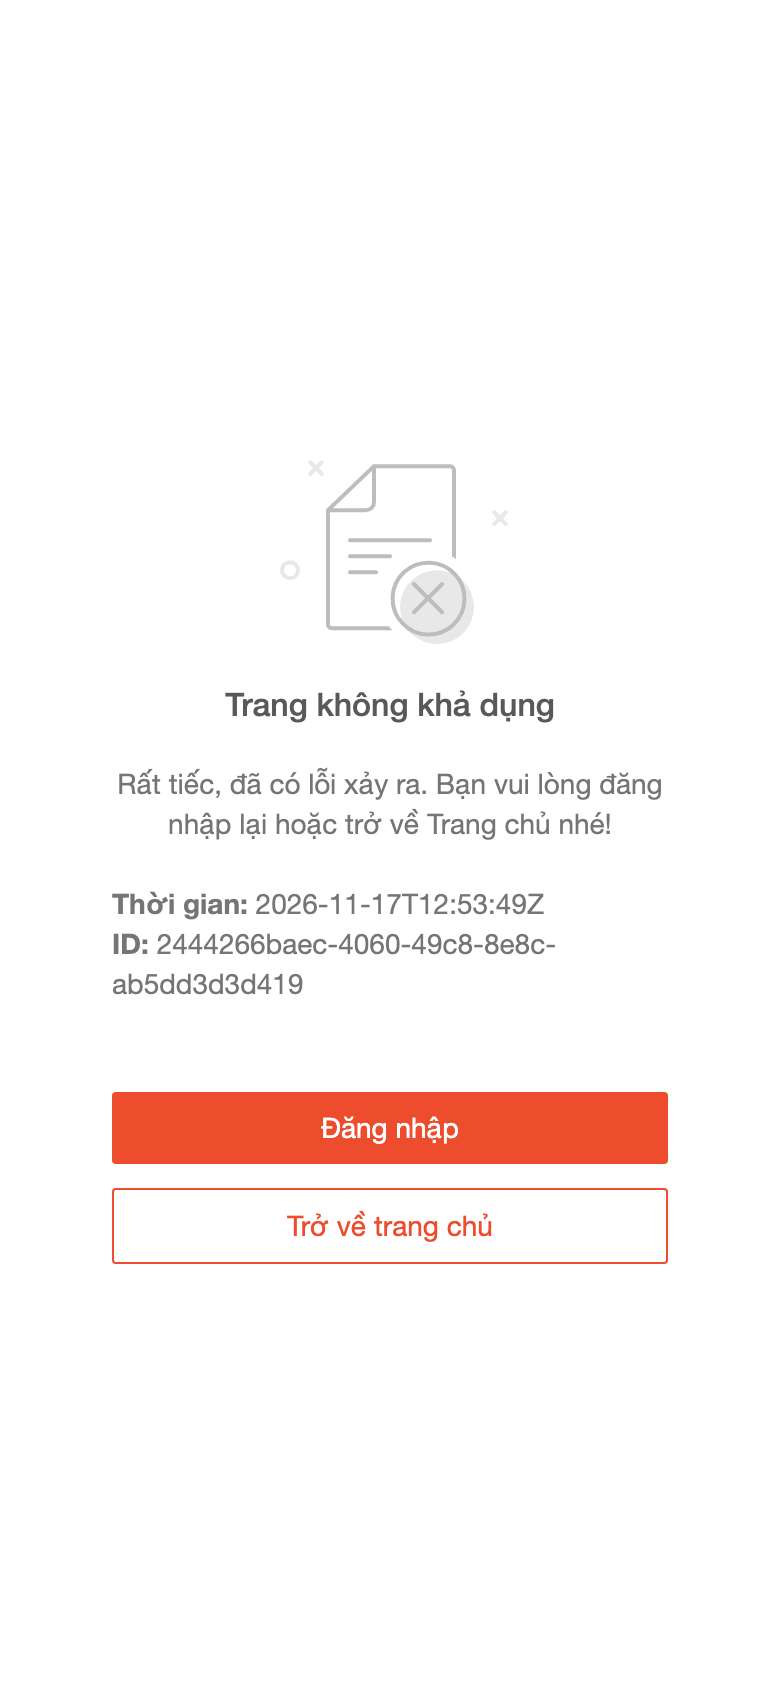 Trang không khả dụng
Rất tiếc, đã có lỗi xảy ra. Bạn vui lòng đăng
nhập lại hoặc trở về Trang chủ nhé!
Thời gian: 2026-11-17T12:53:49Z
ID: 2444266baec-4060-49c8-8e8c-
ab5dd3d3d419
Đăng nhập
Trở về trang chủ